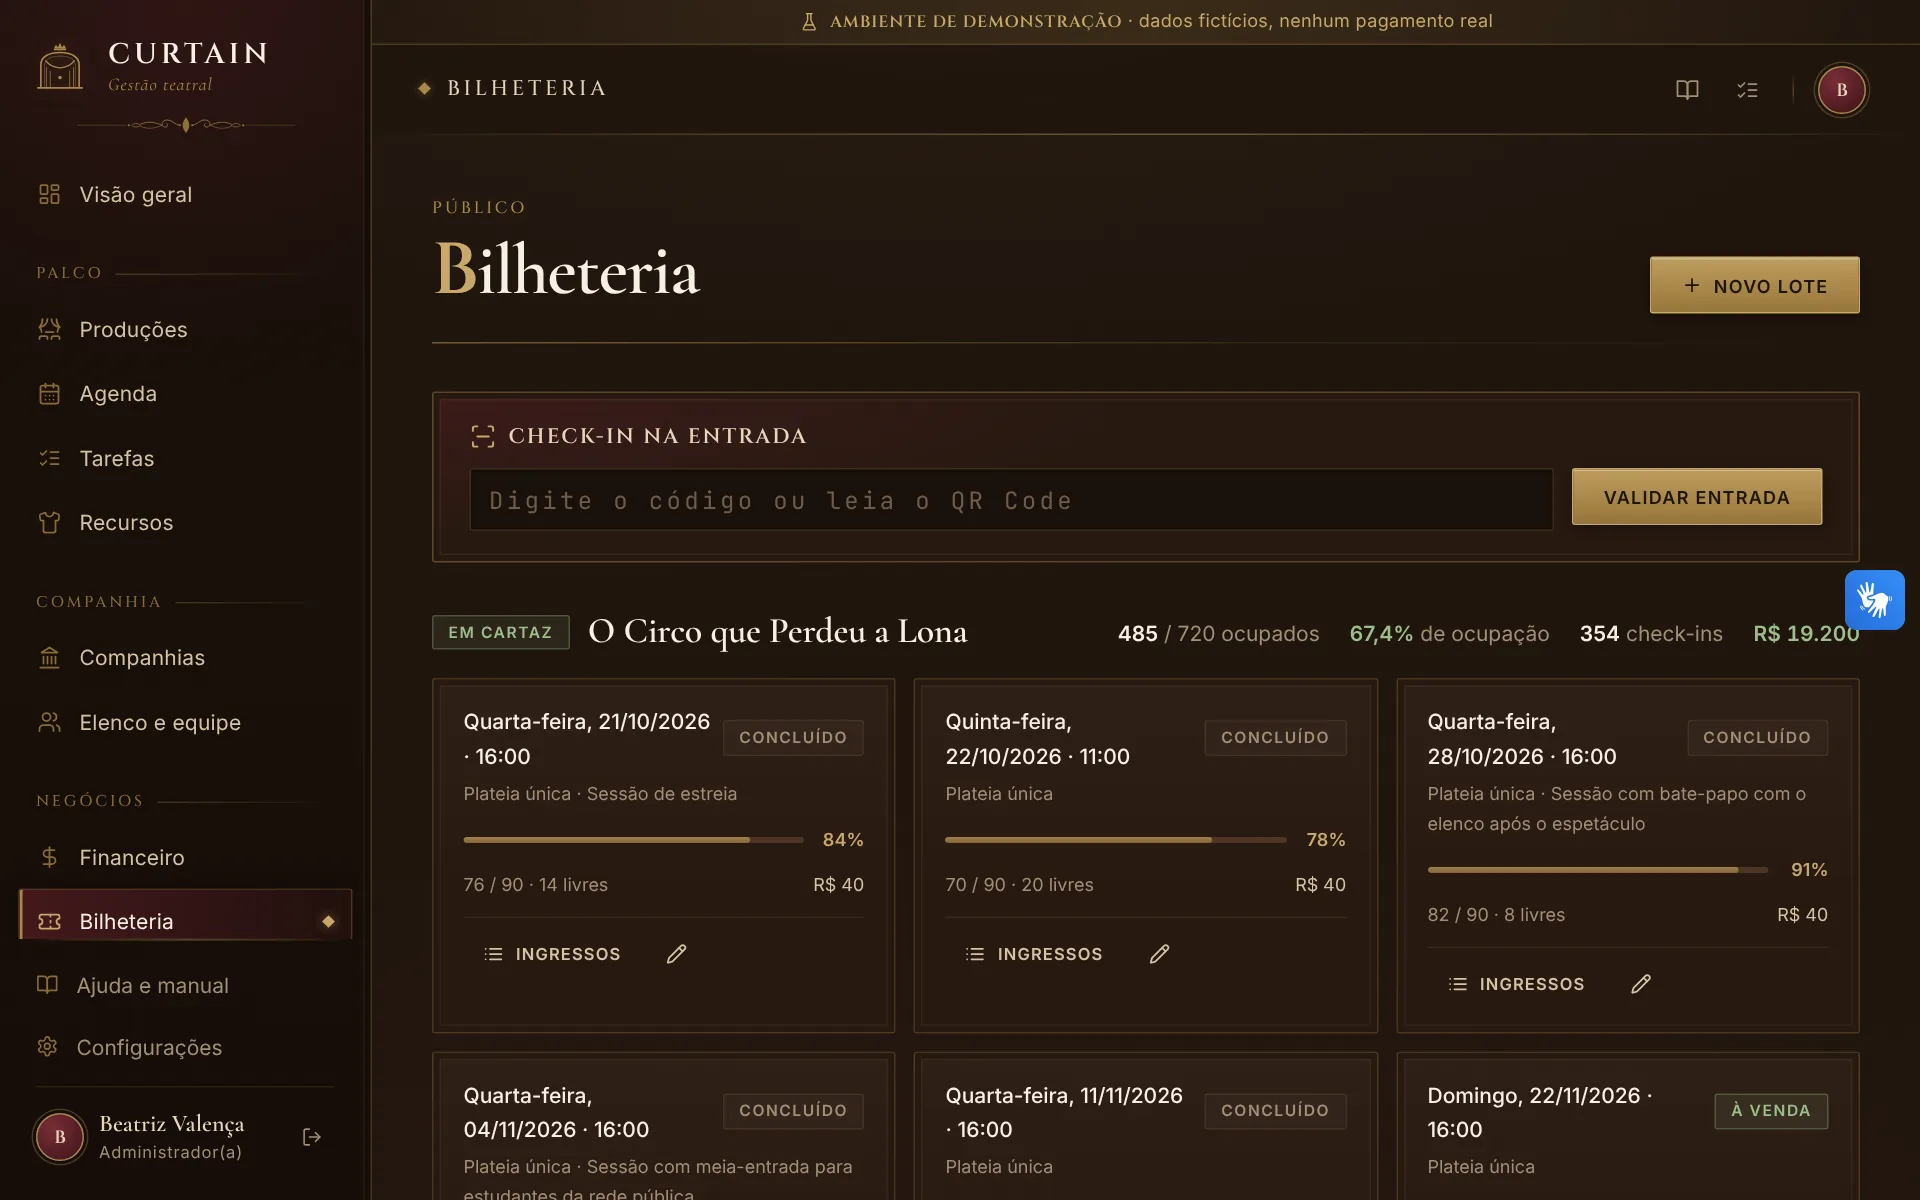 CURTAIN
Gestão teatral
Visão geral
PALCO
Produções
Agenda
Tarefas
Recursos
COMPANHIA
Companhias
Elenco e equipe
NEGÓCIOS
Financeiro
Bilheteria
Ajuda e manual
Configurações
B
Beatriz Valença
Administrador(a)
AMBIENTE DE DEMONSTRAÇÃO · dados fictícios, nenhum pagamento real
BILHETERIA
B
PÚBLICO
Bilheteria
+ NOVO LOTE
CHECK-IN NA ENTRADA
Digite o código ou leia o QR Code
VALIDAR ENTRADA
EM CARTAZ O Circo que Perdeu a Lona 485 / 720 ocupados 67,4% de ocupação 354 check-ins R$ 19.200
Quarta-feira, 21/10/2026
· 16:00
CONCLUÍDO
Plateia única · Sessão de estreia
84%
76 / 90 · 14 livres R$ 40
INGRESSOS
Quinta-feira,
22/10/2026 · 11:00
CONCLUÍDO
Plateia única
78%
70 / 90 · 20 livres R$ 40
INGRESSOS
Quarta-feira,
28/10/2026 · 16:00
CONCLUÍDO
Plateia única · Sessão com bate-papo com o
elenco após o espetáculo
91%
82 / 90 · 8 livres R$ 40
INGRESSOS
Quarta-feira,
04/11/2026 · 16:00
CONCLUÍDO
Plateia única · Sessão com meia-entrada para
estudantes da rede pública
Quarta-feira, 11/11/2026
· 16:00
CONCLUÍDO
Plateia única
Domingo, 22/11/2026 ·
16:00
À VENDA
Plateia única